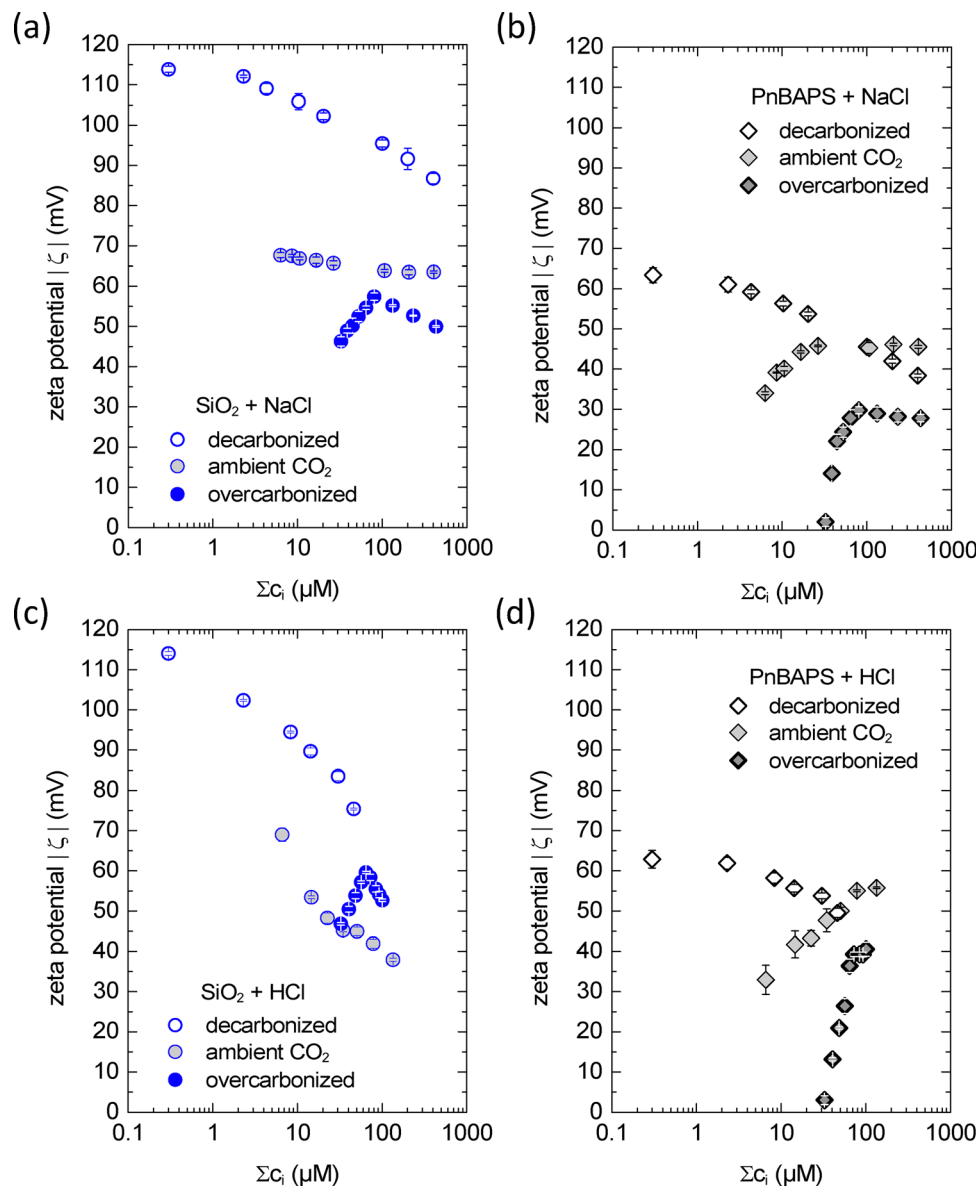 (a)
120
110
100
90
80
70
60
50
40
30
20
10
0
zeta potential | ζ | (mV)
SiO₂ + NaCl
decarbonized
ambient CO₂
overcarbonized
0.1 1 10 100 1000
Σcᵢ (µM)
(b)
120
110
100
90
80
70
60
50
40
30
20
10
0
zeta potential | ζ | (mV)
PnBAPS + NaCl
decarbonized
ambient CO₂
overcarbonized
0.1 1 10 100 1000
Σcᵢ (µM)
(c)
120
110
100
90
80
70
60
50
40
30
20
10
0
zeta potential | ζ | (mV)
SiO₂ + HCl
decarbonized
ambient CO₂
overcarbonized
0.1 1 10 100 1000
Σcᵢ (µM)
(d)
120
110
100
90
80
70
60
50
40
30
20
10
0
zeta potential | ζ | (mV)
PnBAPS + HCl
decarbonized
ambient CO₂
overcarbonized
0.1 1 10 100 1000
Σcᵢ (µM)